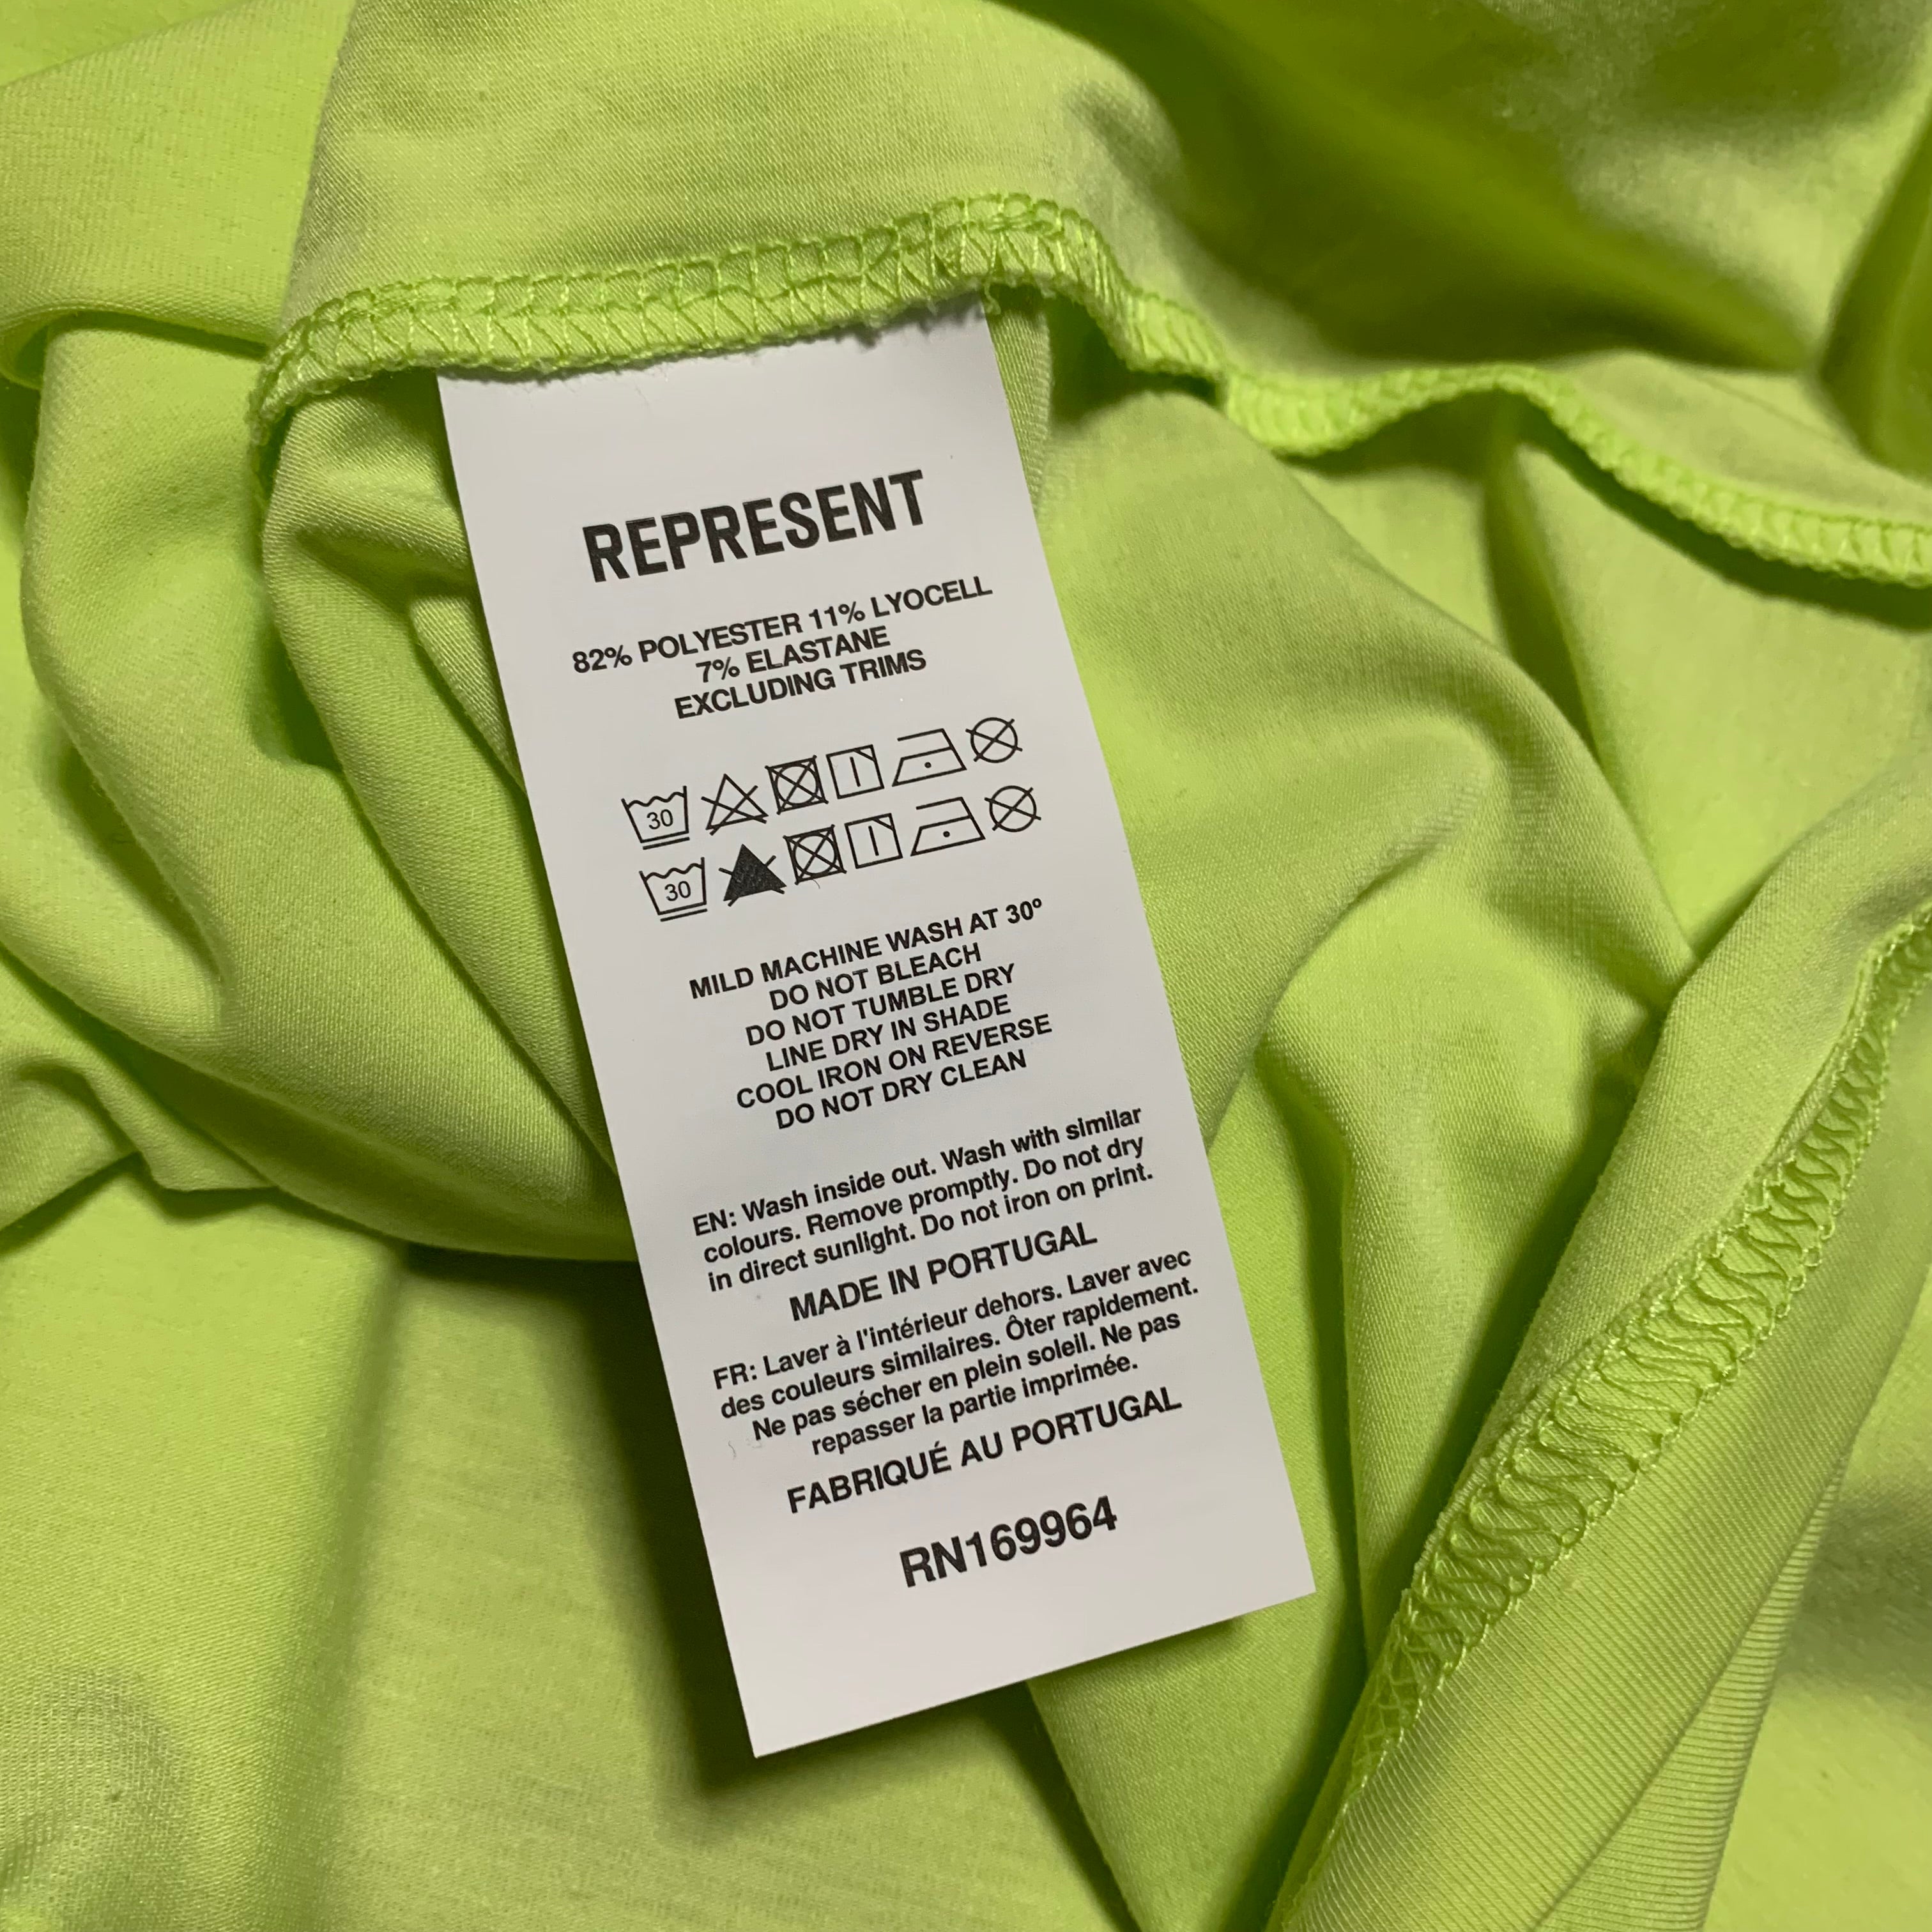 REPRESENT
82% POLYESTER 11% LYOCELL
7% ELASTANE
EXCLUDING TRIMS
30
30
MILD MACHINE WASH AT 30º
DO NOT BLEACH
DO NOT TUMBLE DRY
LINE DRY IN SHADE
COOL IRON ON REVERSE
DO NOT DRY CLEAN
EN: Wash inside out. Wash with similar
colours. Remove promptly. Do not dry
in direct sunlight. Do not iron on print.
MADE IN PORTUGAL
FR: Laver à l'intérieur dehors. Laver avec
des couleurs similaires. Ôter rapidement.
Ne pas sécher en plein soleil. Ne pas
repasser la partie imprimée.
FABRIQUÉ AU PORTUGAL
RN169964